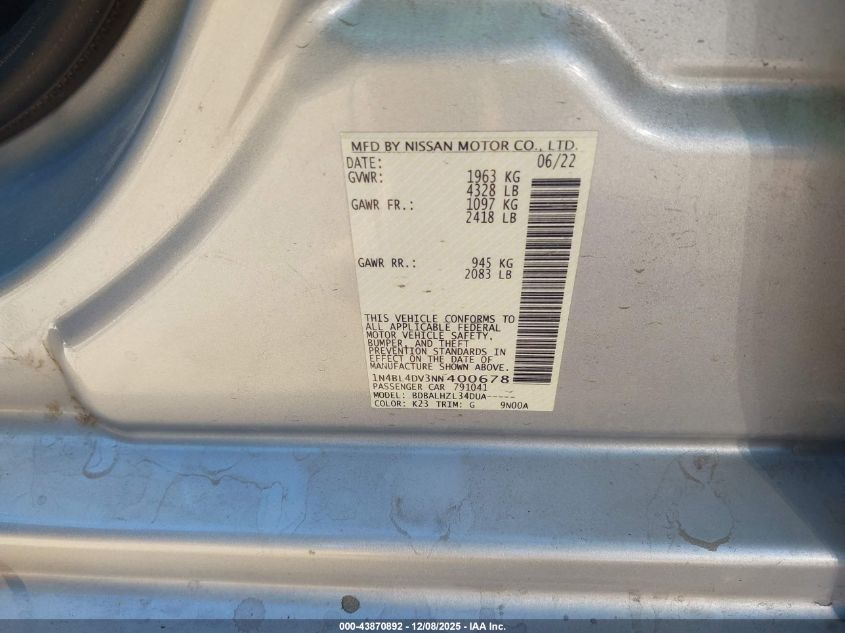 MFD BY NISSAN MOTOR CO., LTD.
DATE: 06/22
GVWR: 1963 KG
4328 LB
GAWR FR.: 1097 KG
2418 LB
GAWR RR.: 945 KG
2083 LB
THIS VEHICLE CONFORMS TO
ALL APPLICABLE FEDERAL
MOTOR VEHICLE SAFETY,
BUMPER, AND THEFT
PREVENTION STANDARDS IN
EFFECT ON THE DATE OF
MANUFACTURE SHOWN ABOVE.
1N4BL4DV3NN400678
PASSENGER CAR 791041
MODEL: BDBALHZL34DUA-----
COLOR: K23 TRIM: G 9N00A
000-43870892 - 12/08/2025 - IAA Inc.